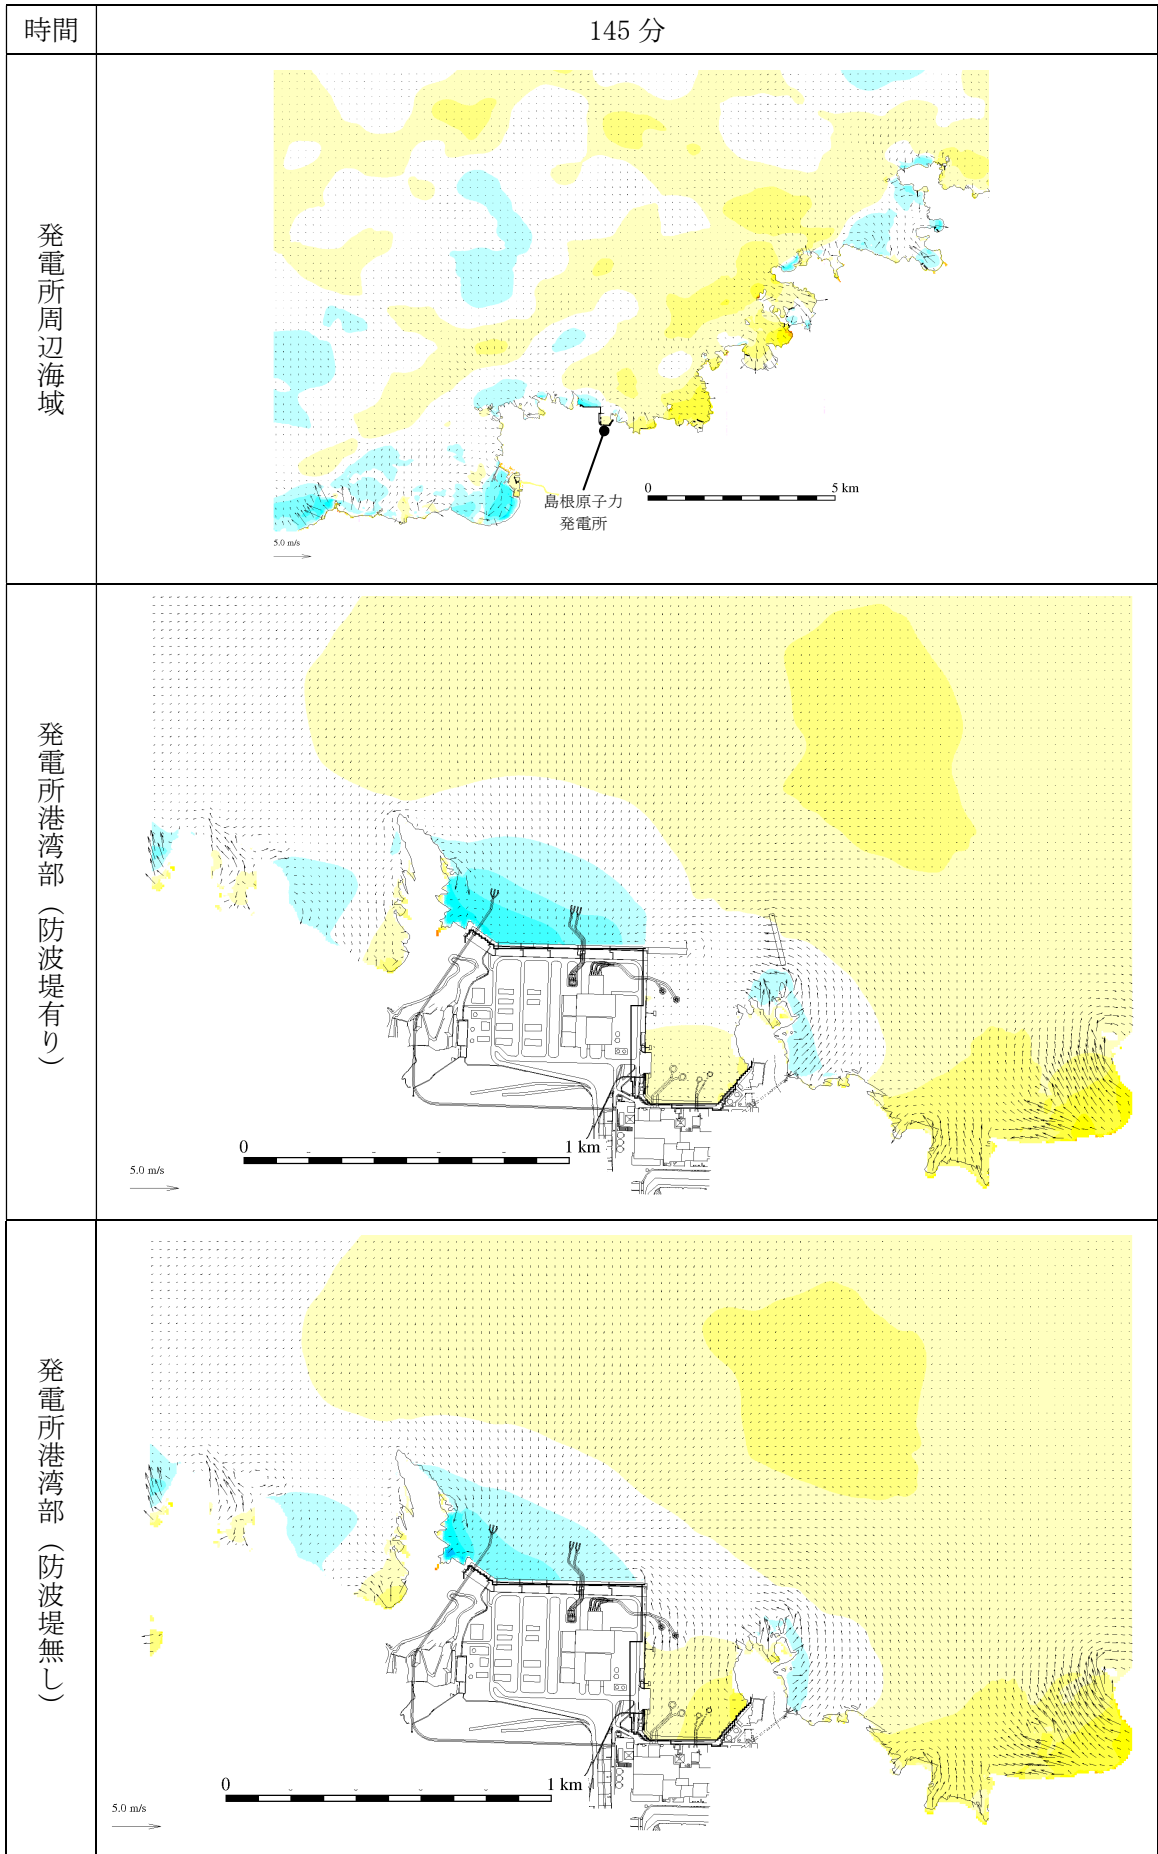 時間
145 分
発電所周辺海域
島根原子力
発電所
0
5 km
5.0 m/s
発電所港湾部（防波堤有り）
0
1 km
5.0 m/s
発電所港湾部（防波堤無し）
0
1 km
5.0 m/s